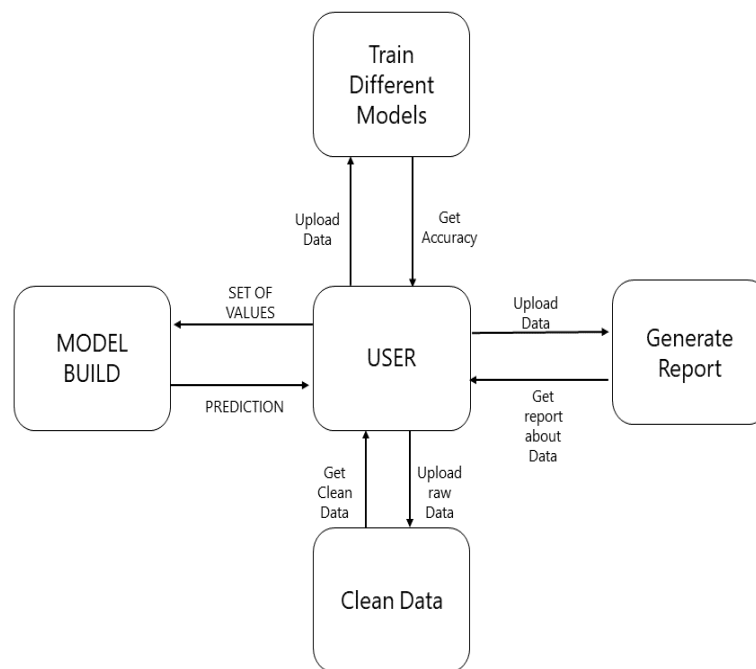 Train
Different
Models
Upload
Data
Get
Accuracy
SET OF
VALUES
Upload
Data
MODEL
BUILD
USER
Generate
Report
PREDICTION
Get
report
about
Data
Get
Clean
Data
Upload
raw
Data
Clean Data